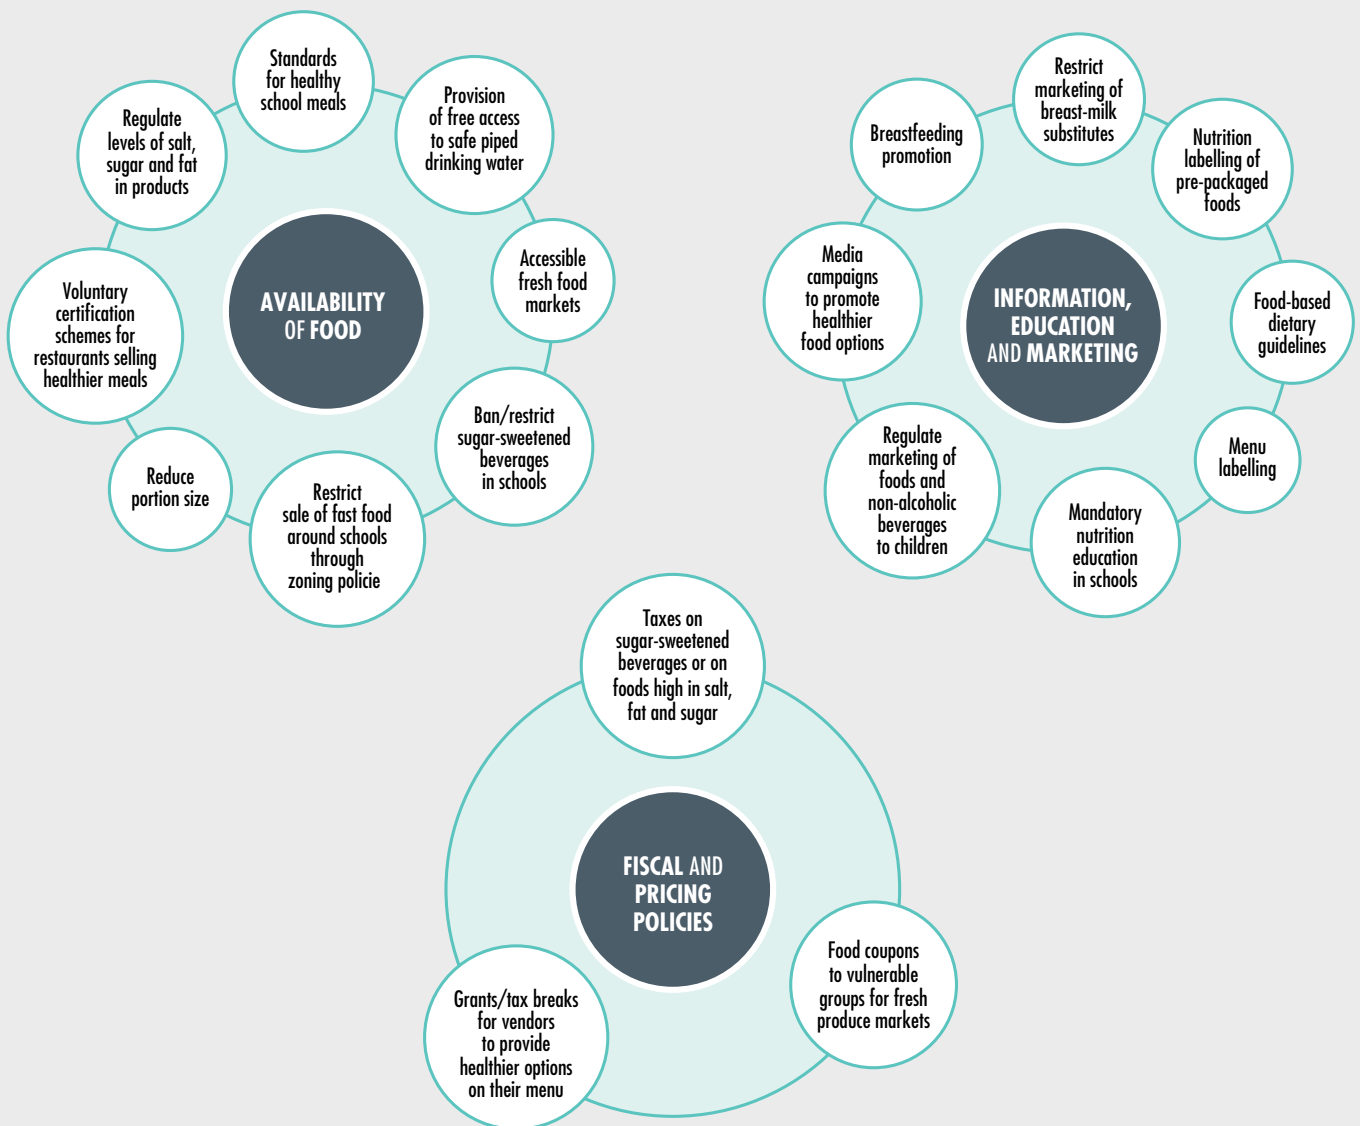 AVAILABILITY
OF FOOD
Standards
for healthy
school meals
Provision
of free access
to safe piped
drinking water
Accessible
fresh food
markets
Ban/restrict
sugar-sweetened
beverages
in schools
Restrict
sale of fast food
around schools
through
zoning policie
Reduce
portion size
Voluntary
certification
schemes for
restaurants selling
healthier meals
Regulate
levels of salt,
sugar and fat
in products
INFORMATION,
EDUCATION
AND MARKETING
Restrict
marketing of
breast-milk
substitutes
Nutrition
labelling of
pre-packaged
foods
Food-based
dietary
guidelines
Menu
labelling
Mandatory
nutrition
education
in schools
Regulate
marketing of
foods and
non-alcoholic
beverages
to children
Media
campaigns
to promote
healthier
food options
Breastfeeding
promotion
FISCAL AND
PRICING
POLICIES
Taxes on
sugar-sweetened
beverages or on
foods high in salt,
fat and sugar
Food coupons
to vulnerable
groups for fresh
produce markets
Grants/tax breaks
for vendors
to provide
healthier options
on their menu